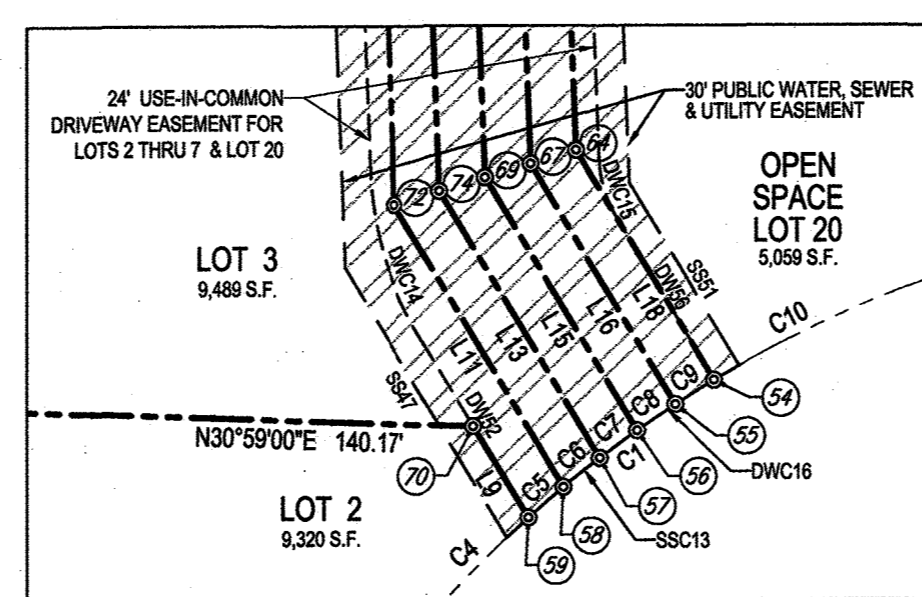 24' USE-IN-COMMON
DRIVEWAY EASEMENT FOR
LOTS 2 THRU 7 & LOT 20
30' PUBLIC WATER, SEWER
& UTILITY EASEMENT
OPEN
SPACE
LOT 20
5,059 S.F.
72
74
69
67
64
DWC15
LOT 3
9,489 S.F.
DWC14
L11
L13
L15
L16
L18
DW56
SS51
C10
SS47
DW52
N30°59'00"E 140.17'
70
L9
C5
C6
C7
C1
C8
C9
54
55
56
57
58
59
DWC16
SSC13
LOT 2
9,320 S.F.
C4